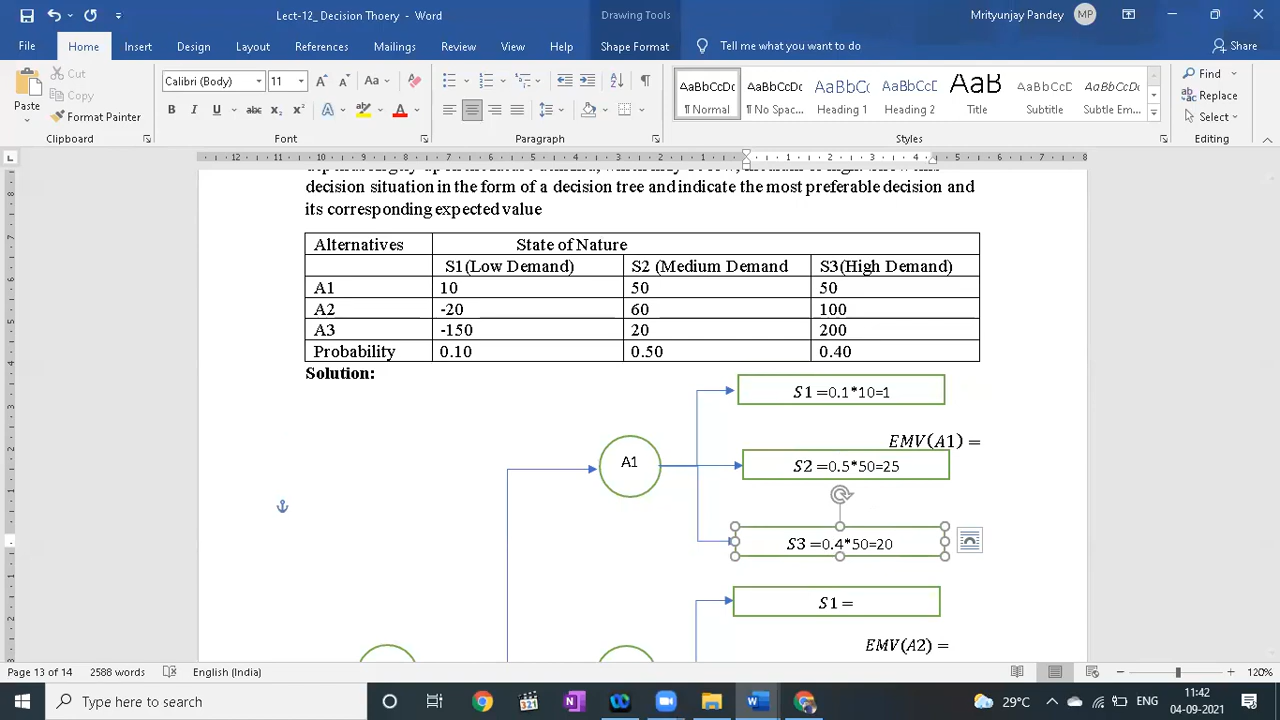 Lect-12_ Decision Thoery - Word
Drawing Tools
Mrityunjay Pandey
MP
File
Home
Insert
Design
Layout
References
Mailings
Review
View
Help
Shape Format
Tell me what you want to do
Share
Paste
Cut
Copy
Format Painter
Clipboard
Calibri (Body)
11
Font
Paragraph
AaBbCcDc
¶ Normal
AaBbCcDc
¶ No Spac...
AaBbCc
Heading 1
AaBbCcD
Heading 2
AaB
Title
AaBbCcD
Subtitle
AaBbCcDc
Subtle Em...
Styles
Find
Replace
Select
Editing
decision situation in the form of a decision tree and indicate the most preferable decision and
its corresponding expected value
Alternatives State of Nature
S1(Low Demand) S2 (Medium Demand S3(High Demand)
A1 10 50 50
A2 -20 60 100
A3 -150 20 200
Probability 0.10 0.50 0.40
Solution:
S1 =0.1*10=1
EMV(A1) =
A1
S2 =0.5*50=25
S3 =0.4*50=20
S1 =
EMV(A2) =
Page 13 of 14
2588 words
English (India)
120%
Type here to search
29°C
ENG
11:42
04-09-2021